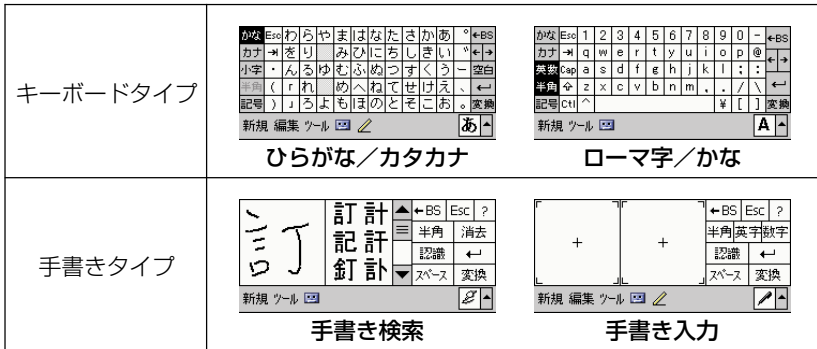 キーボードタイプ
かな Esc わ ら や ま は な た さ か あ ° ←BS
カナ を り み ひ に ち し き い ゛ ← →
小字 ・ ん ろ ゆ む ふ ぬ つ す く う ー 空白
半角 ( 「 れ め へ ね て せ け え 、 ↵
記号 ) 」 ろ よ も ほ の と そ こ お 。 変換
新規 編集 ツール あ
ひらがな／カタカナ
かな Esc 1 2 3 4 5 6 7 8 9 0 - ←BS
カナ q w e r t y u i o p @ ← →
英数 Cap a s d f g h j k l ; :
半角 z x c v b n m , . / \ ↵
記号 Ctl ^ ¥ [ ] 変換
新規 ツール A
ローマ字／かな
手書きタイプ
訂 訂 計 ←BS Esc ?
記 訐 半角 消去
釘 訃 認識 ↵
スペース 変換
新規 ツール
手書き検索
←BS Esc ?
半角 英字 数字
認識 ↵
スペース 変換
新規 編集 ツール
手書き入力